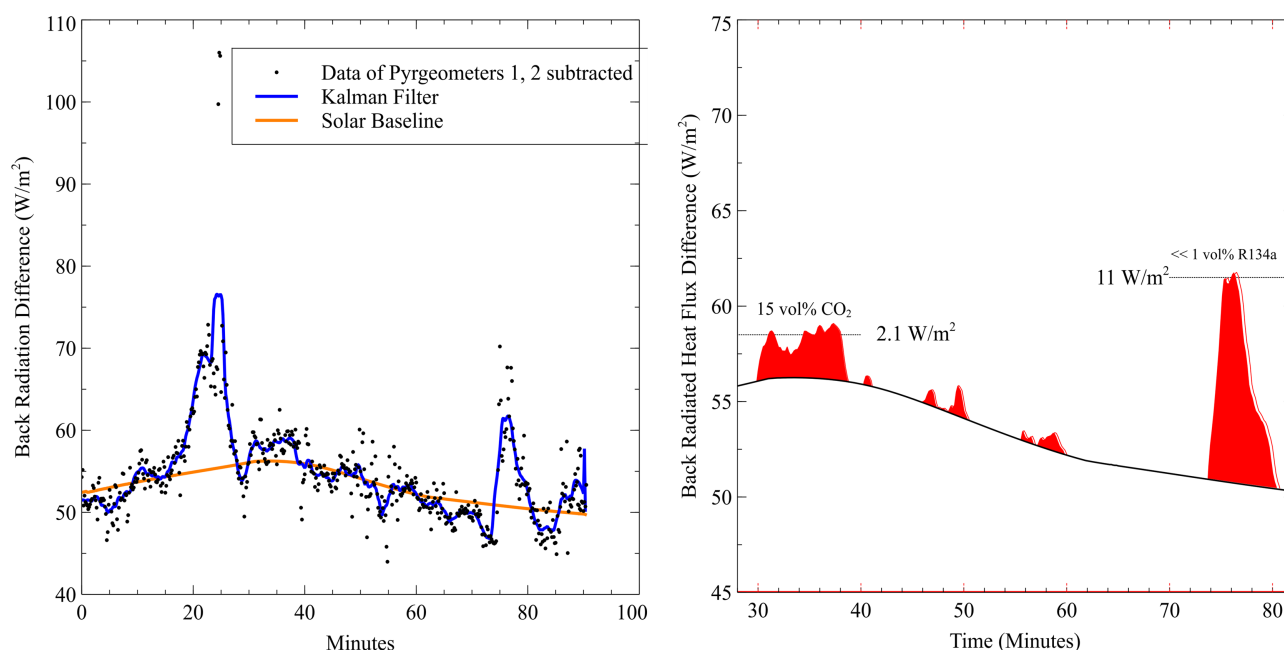 110
100
90
80
70
60
50
40
Back Radiation Difference (W/m²)
Data of Pyrgeometers 1, 2 subtracted
Kalman Filter
Solar Baseline
0 20 40 60 80 100
Minutes
75
70
65
60
55
50
45
Back Radiated Heat Flux Difference (W/m²)
<< 1 vol% R134a
11 W/m²
15 vol% CO₂
2.1 W/m²
30 40 50 60 70 80
Time (Minutes)